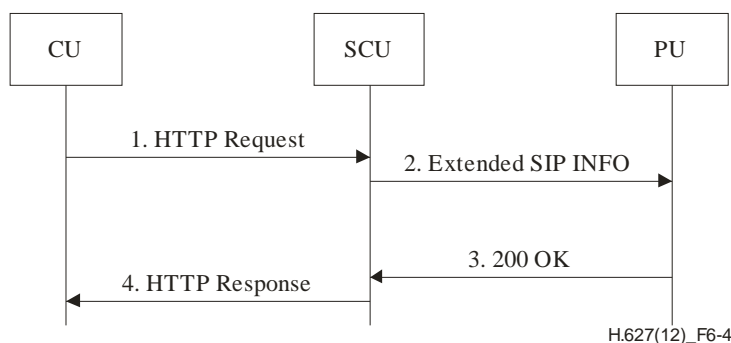 CU
SCU
PU
1. HTTP Request
2. Extended SIP INFO
3. 200 OK
4. HTTP Response
H.627(12)_F6-4